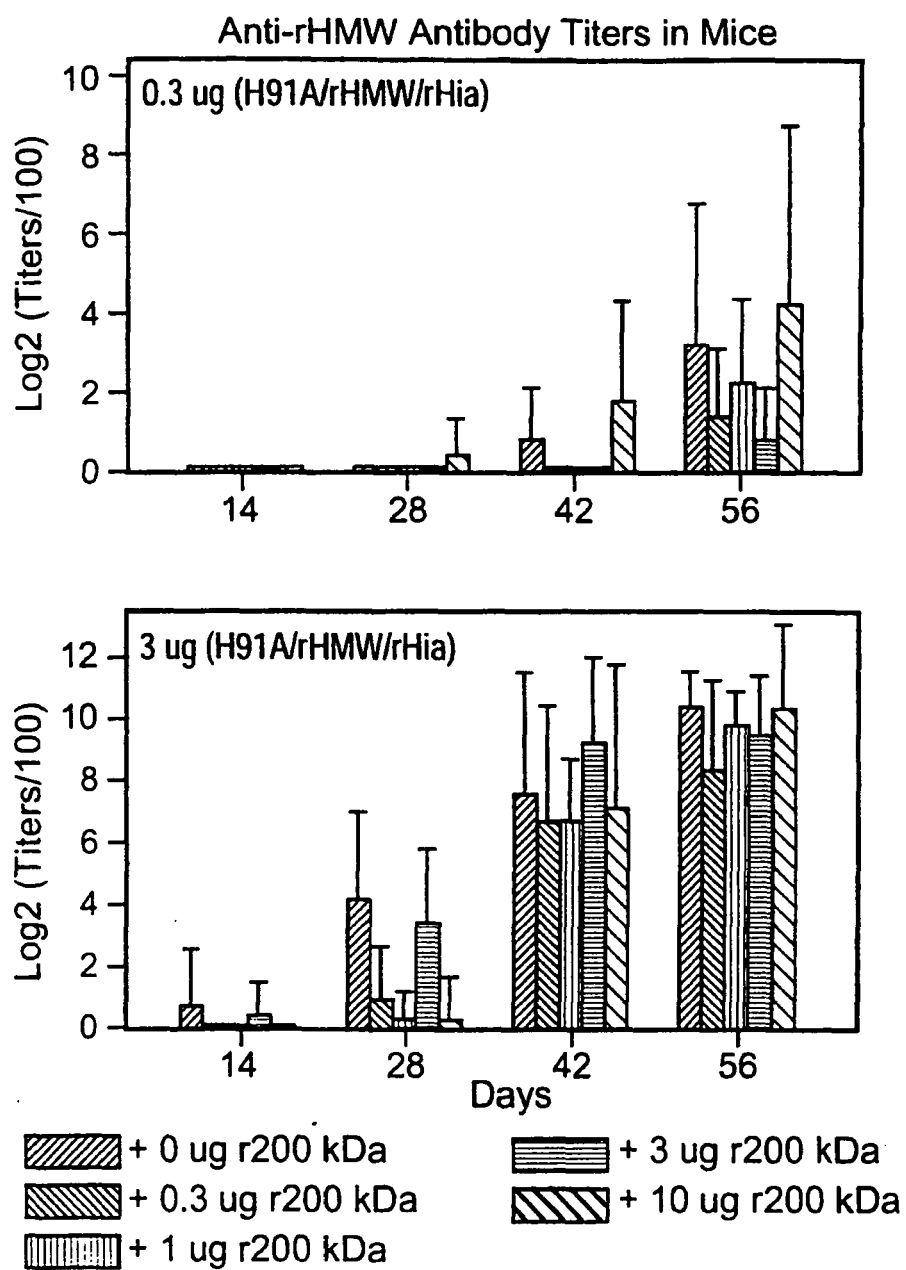 Anti-rHMW Antibody Titers in Mice
0.3 ug (H91A/rHMW/rHia)
Log2 (Titers/100)
10
8
6
4
2
0
14 28 42 56
3 ug (H91A/rHMW/rHia)
Log2 (Titers/100)
12
10
8
6
4
2
0
14 28 42 56
Days
+ 0 ug r200 kDa
+ 0.3 ug r200 kDa
+ 1 ug r200 kDa
+ 3 ug r200 kDa
+ 10 ug r200 kDa